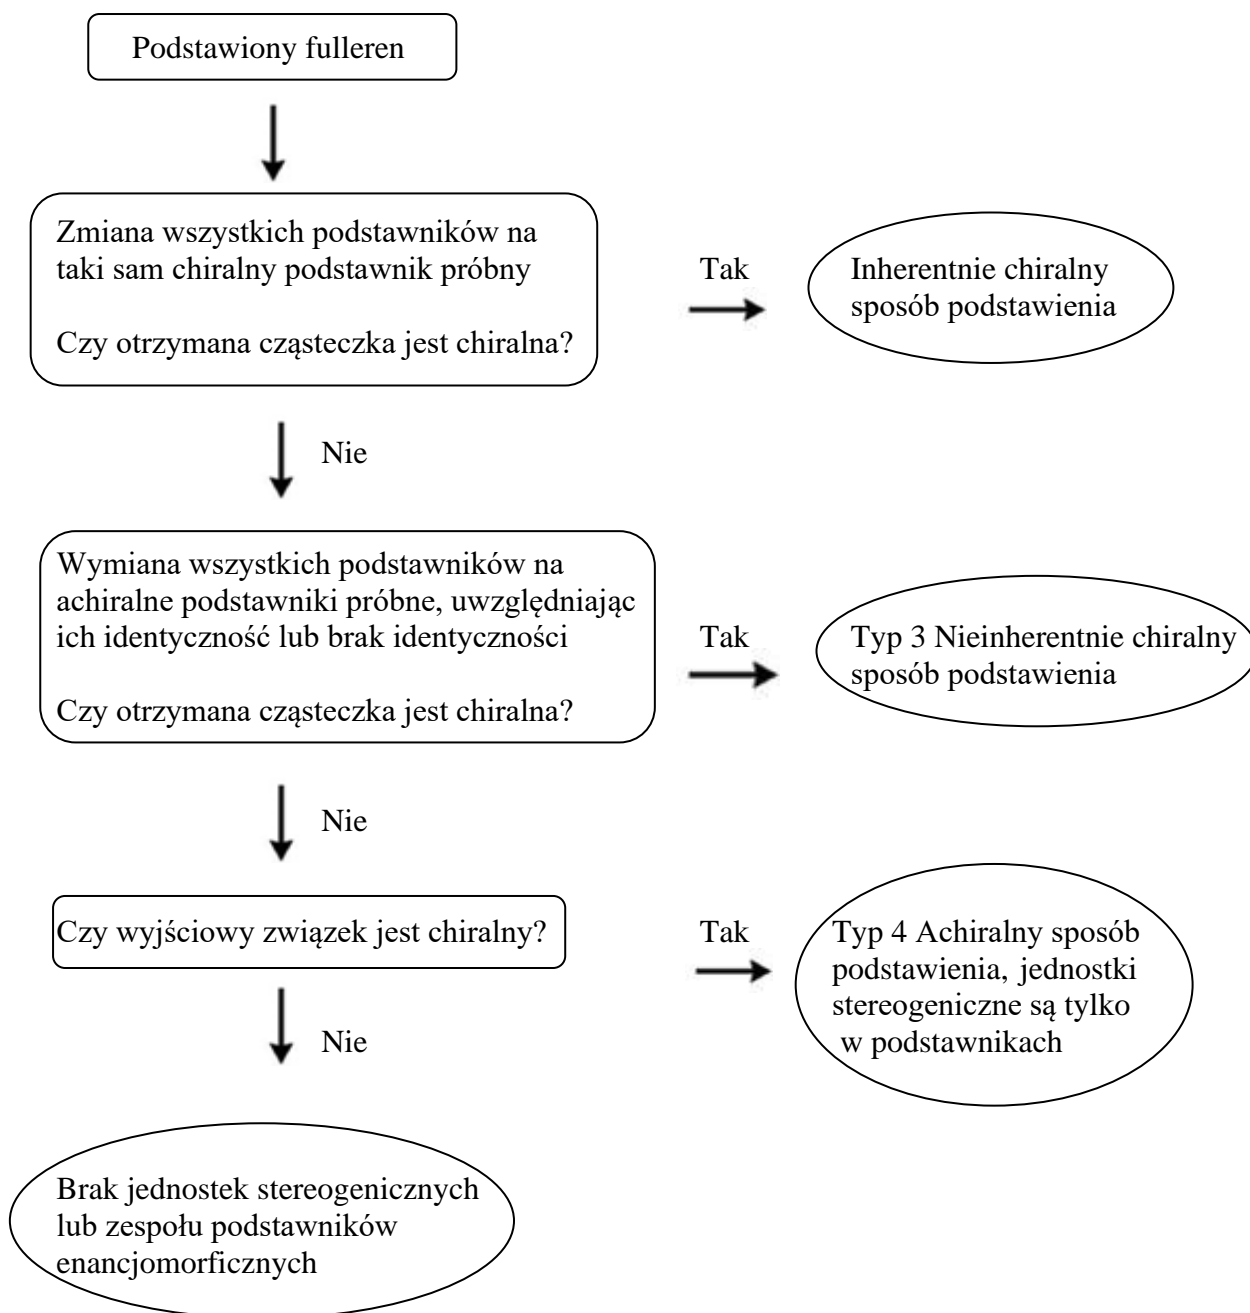 Podstawiony fulleren
Zmiana wszystkich podstawników na
taki sam chiralny podstawnik próbny
Czy otrzymana cząsteczka jest chiralna?
Tak
Inherentnie chiralny
sposób podstawienia
Nie
Wymiana wszystkich podstawników na
achiralne podstawniki próbne, uwzględniając
ich identyczność lub brak identyczności
Czy otrzymana cząsteczka jest chiralna?
Tak
Typ 3 Nieinherentnie chiralny
sposób podstawienia
Nie
Czy wyjściowy związek jest chiralny?
Tak
Typ 4 Achiralny sposób
podstawienia, jednostki
stereogeniczne są tylko
w podstawnikach
Nie
Brak jednostek stereogenicznych
lub zespołu podstawników
enancjomorficznych